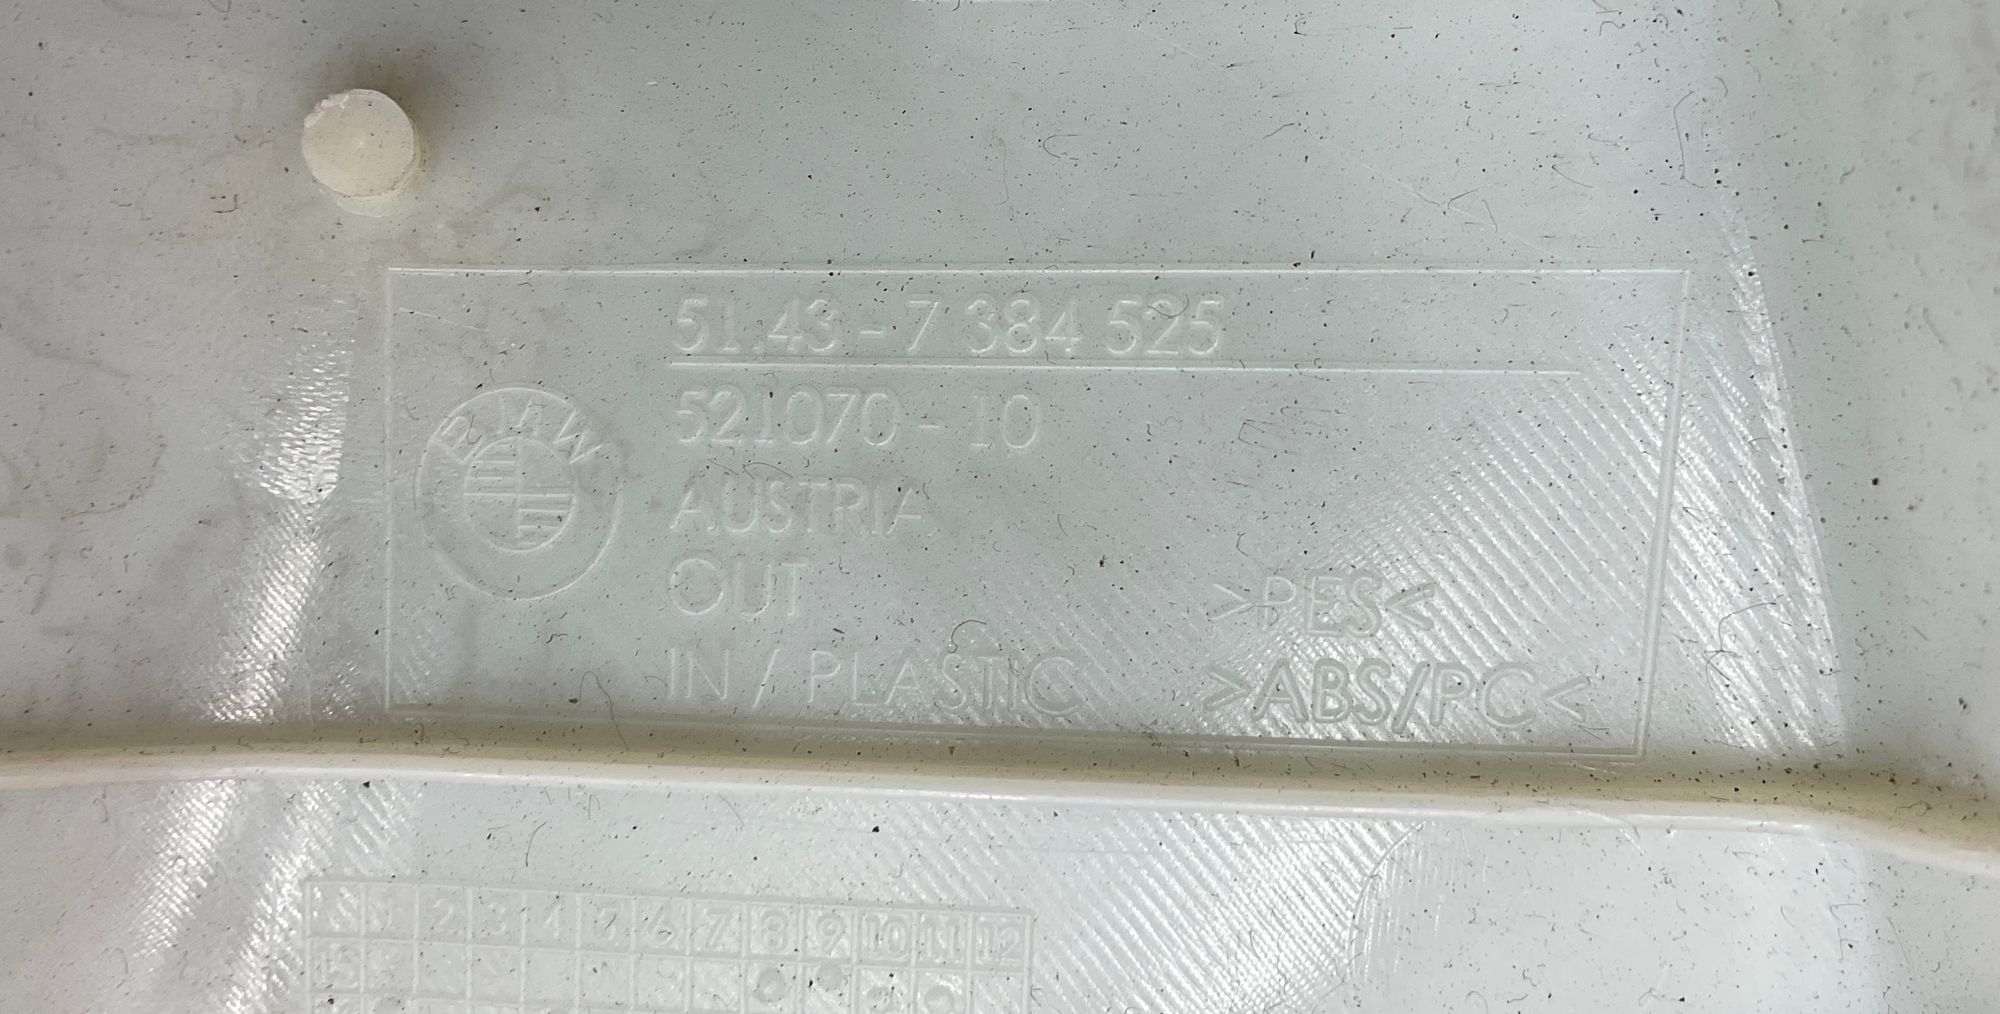 51.43 - 7 384 525
521070 - 10
BMW
AUSTRIA
OUT >PES<
IN / PLASTIC >ABS/PC<
1 2 3 4 5 6 7 8 9 10 11 12
15